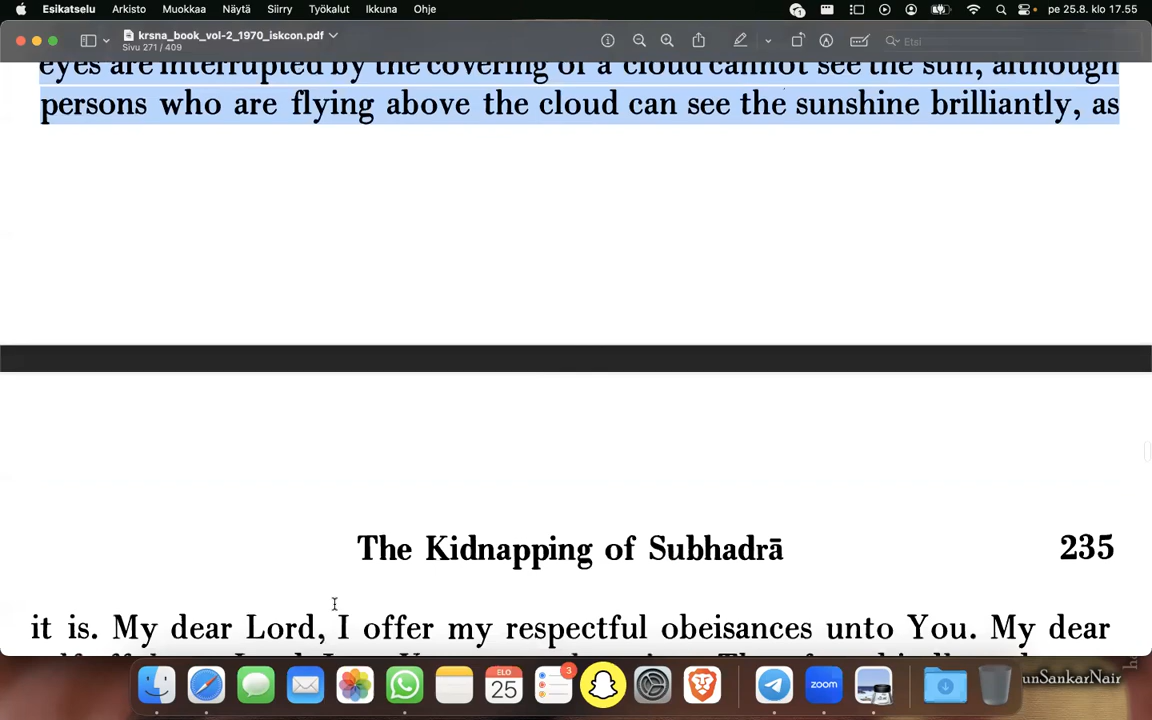 Esikatselu Arkisto Muokkaa Näytä Siirry Työkalut Ikkuna Ohje pe 25.8. klo 17.55
krsna_book_vol-2_1970_iskcon.pdf
Sivu 271 / 409
Etsi
eyes are interrupted by the covering of a cloud cannot see the sun, although
persons who are flying above the cloud can see the sunshine brilliantly, as
The Kidnapping of Subhadrā 235
it is. My dear Lord, I offer my respectful obeisances unto You. My dear
ELO
25
3
zoom
unSankarNair